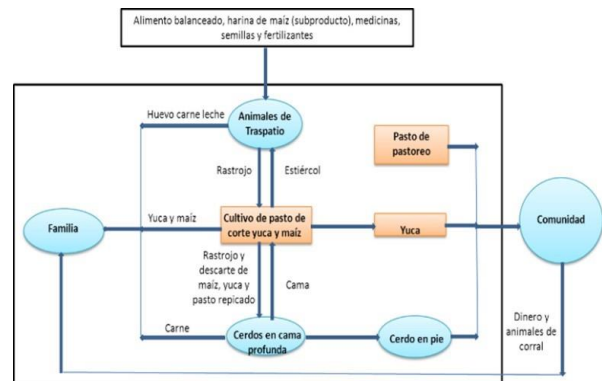 Alimento balanceado, harina de maíz (subproducto), medicinas,
semillas y fertilizantes
Huevo carne leche
Animales de
Traspatio
Pasto de
pastoreo
Rastrojo
Estiércol
Familia
Yuca y maíz
Cultivo de pasto de
corte yuca y maíz
Yuca
Comunidad
Rastrojo y
descarte de
maíz, yuca y
pasto repicado
Cama
Carne
Cerdos en cama
profunda
Cerdo en pie
Dinero y
animales de
corral